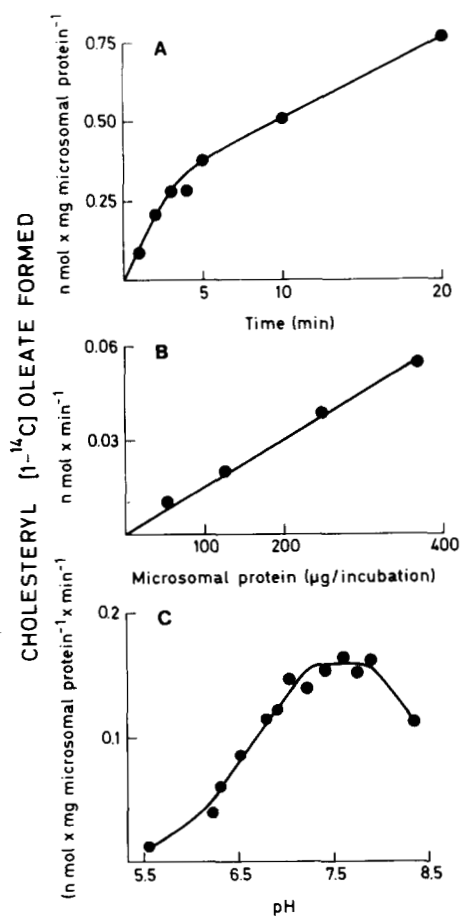 CHOLESTERYL [1-¹⁴C] OLEATE FORMED
A
n mol x mg microsomal protein⁻¹
0.75
0.50
0.25
5 10 20
Time (min)
B
n mol x min⁻¹
0.06
0.03
100 200 400
Microsomal protein (µg/incubation)
C
(n mol x mg microsomal protein⁻¹ x min⁻¹)
0.2
0.1
5.5 6.5 7.5 8.5
pH